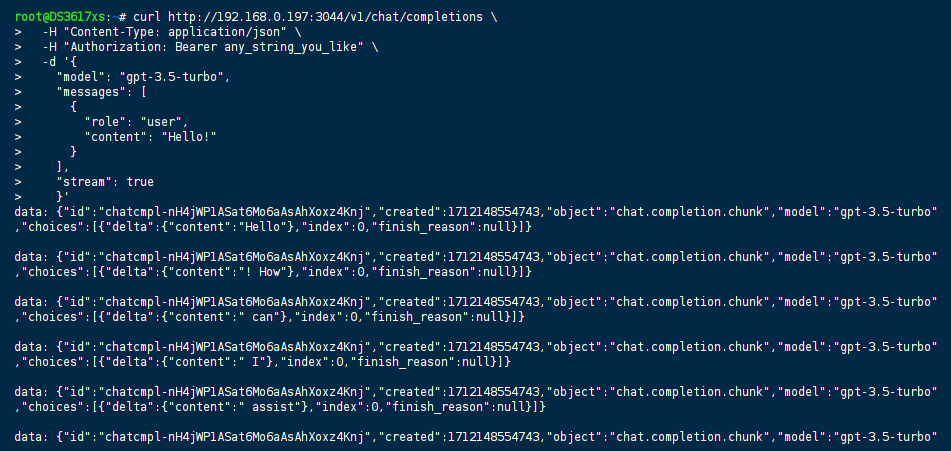 root@DS3617xs:~# curl http://192.168.0.197:3044/v1/chat/completions \
>   -H "Content-Type: application/json" \
>   -H "Authorization: Bearer any_string_you_like" \
>   -d '{
>     "model": "gpt-3.5-turbo",
>     "messages": [
>       {
>         "role": "user",
>         "content": "Hello!"
>       }
>     ],
>     "stream": true
>     }'
data: {"id":"chatcmpl-nH4jWPlASat6Mo6aAsAhXoxz4Knj","created":1712148554743,"object":"chat.completion.chunk","model":"gpt-3.5-turbo"
,"choices":[{"delta":{"content":"Hello"},"index":0,"finish_reason":null}]}

data: {"id":"chatcmpl-nH4jWPlASat6Mo6aAsAhXoxz4Knj","created":1712148554743,"object":"chat.completion.chunk","model":"gpt-3.5-turbo"
,"choices":[{"delta":{"content":"! How"},"index":0,"finish_reason":null}]}

data: {"id":"chatcmpl-nH4jWPlASat6Mo6aAsAhXoxz4Knj","created":1712148554743,"object":"chat.completion.chunk","model":"gpt-3.5-turbo"
,"choices":[{"delta":{"content":" can"},"index":0,"finish_reason":null}]}

data: {"id":"chatcmpl-nH4jWPlASat6Mo6aAsAhXoxz4Knj","created":1712148554743,"object":"chat.completion.chunk","model":"gpt-3.5-turbo"
,"choices":[{"delta":{"content":" I"},"index":0,"finish_reason":null}]}

data: {"id":"chatcmpl-nH4jWPlASat6Mo6aAsAhXoxz4Knj","created":1712148554743,"object":"chat.completion.chunk","model":"gpt-3.5-turbo"
,"choices":[{"delta":{"content":" assist"},"index":0,"finish_reason":null}]}

data: {"id":"chatcmpl-nH4jWPlASat6Mo6aAsAhXoxz4Knj","created":1712148554743,"object":"chat.completion.chunk","model":"gpt-3.5-turbo"